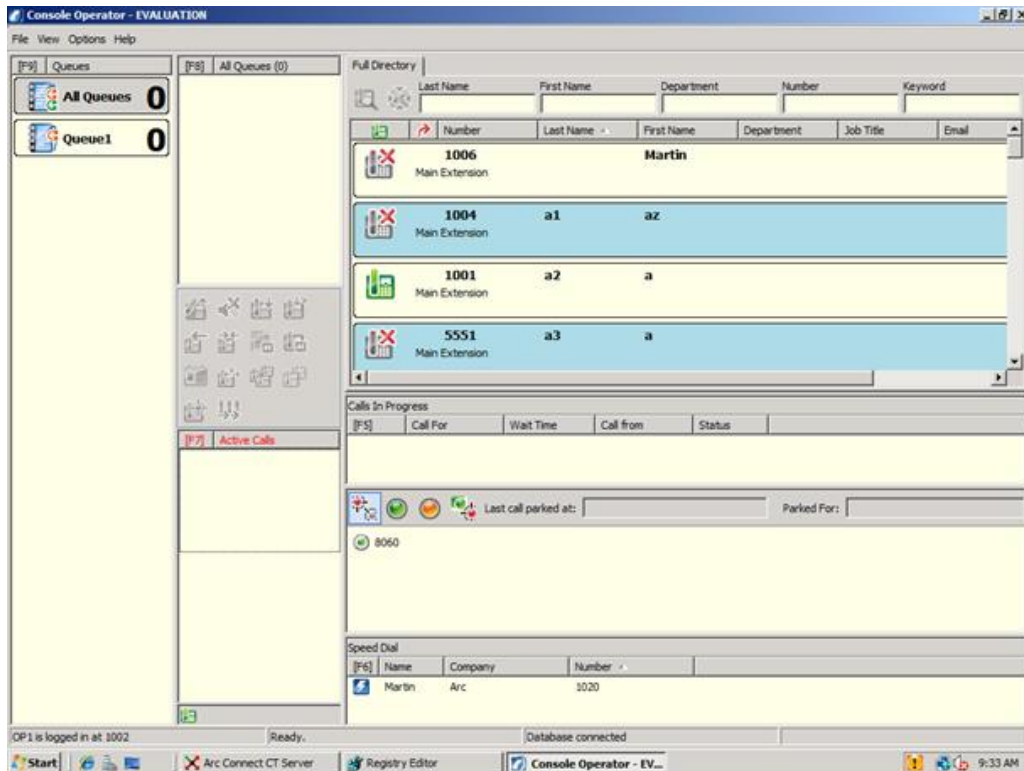 Console Operator - EVALUATION
File View Options Help
[F9] Queues
All Queues 0
Queue1 0
[F8] All Queues (0)
[F7] Active Calls
Full Directory
Last Name First Name Department Number Keyword
Number Last Name First Name Department Job Title Email
1006 Martin
Main Extension
1004 a1 az
Main Extension
1001 a2 a
Main Extension
5551 a3 a
Main Extension
Calls In Progress
[F5] Call For Wait Time Call from Status
Last call parked at: Parked For:
8060
Speed Dial
[F6] Name Company Number
Martin Arc 1020
OP1 is logged in at 1002 Ready. Database connected
Start Arc Connect CT Server Registry Editor Console Operator - EV... 9:33 AM